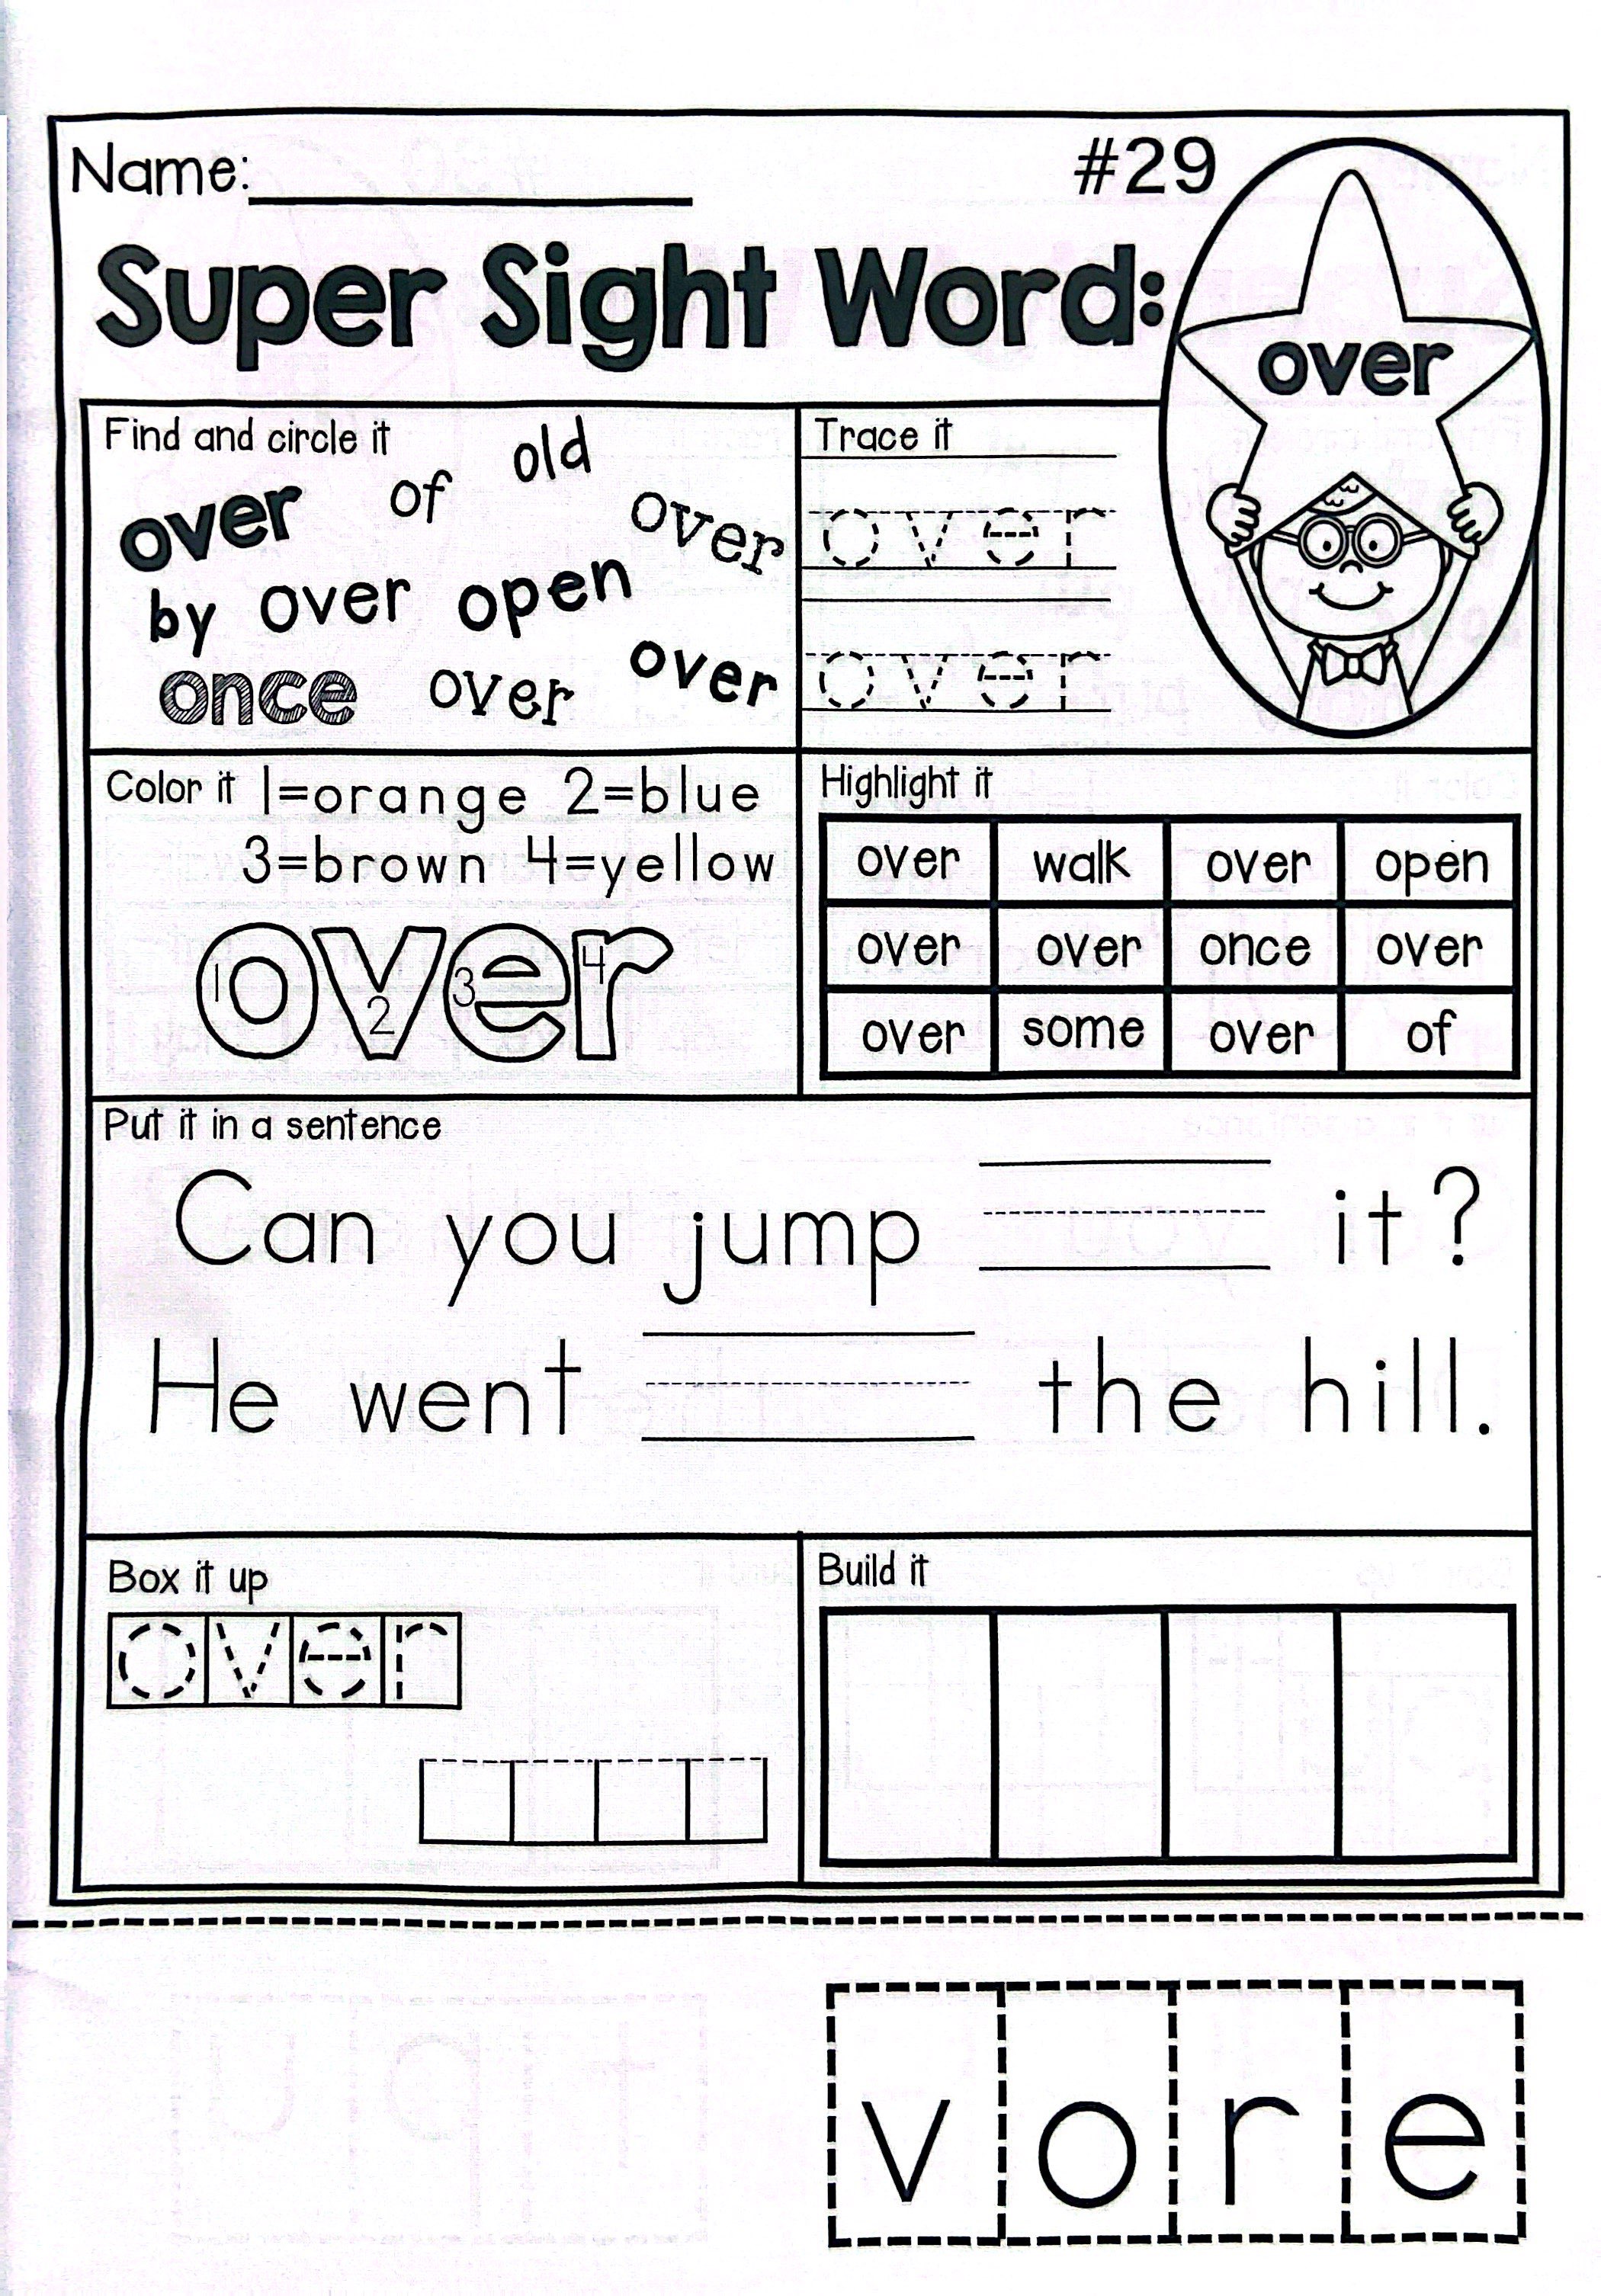 Name: #29
Super Sight Word:
over
Find and circle it
old
of
over
over
by over open
once over over
Trace it
over
over
Color it 1=orange 2=blue
3=brown 4=yellow
over
1 2 3 4
Highlight it
over walk over open
over over once over
over some over of
Put it in a sentence
Can you jump it?
He went the hill.
Box it up
over
Build it
v o r e